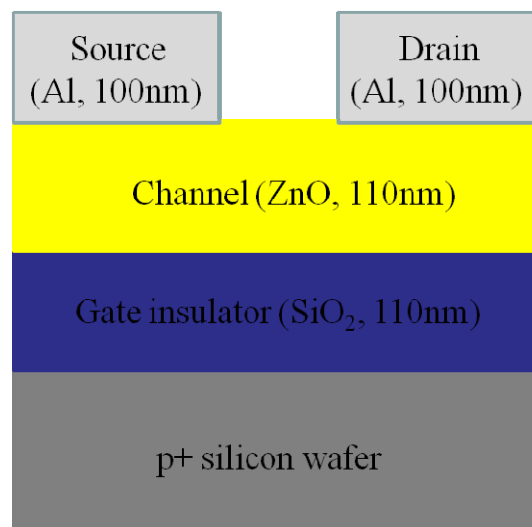 Source
(Al, 100nm)
Drain
(Al, 100nm)
Channel (ZnO, 110nm)
Gate insulator (SiO₂, 110nm)
p+ silicon wafer